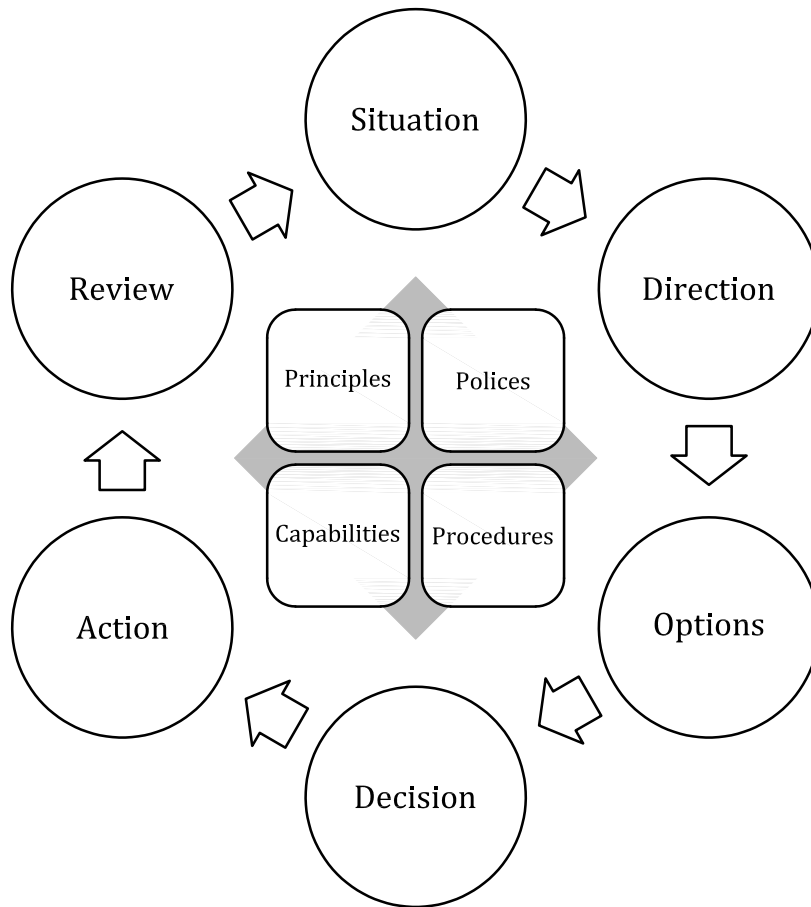 Situation
Review
Direction
Principles
Polices
Capabilities
Procedures
Action
Options
Decision